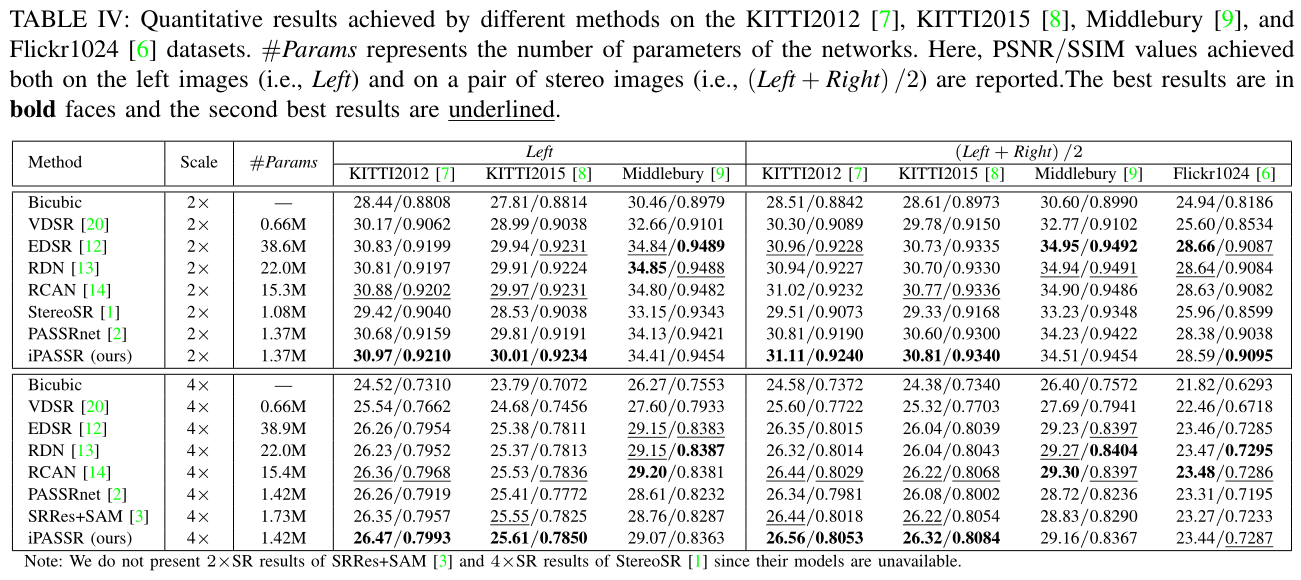 TABLE IV: Quantitative results achieved by different methods on the KITTI2012 [7], KITTI2015 [8], Middlebury [9], and
Flickr1024 [6] datasets. #Params represents the number of parameters of the networks. Here, PSNR/SSIM values achieved
both on the left images (i.e., Left) and on a pair of stereo images (i.e., (Left + Right) /2) are reported.The best results are in
bold faces and the second best results are underlined.
Method Scale #Params Left (Left + Right) /2
KITTI2012 [7] KITTI2015 [8] Middlebury [9] KITTI2012 [7] KITTI2015 [8] Middlebury [9] Flickr1024 [6]
Bicubic 2× — 28.44/0.8808 27.81/0.8814 30.46/0.8979 28.51/0.8842 28.61/0.8973 30.60/0.8990 24.94/0.8186
VDSR [20] 2× 0.66M 30.17/0.9062 28.99/0.9038 32.66/0.9101 30.30/0.9089 29.78/0.9150 32.77/0.9102 25.60/0.8534
EDSR [12] 2× 38.6M 30.83/0.9199 29.94/0.9231 34.84/0.9489 30.96/0.9228 30.73/0.9335 34.95/0.9492 28.66/0.9087
RDN [13] 2× 22.0M 30.81/0.9197 29.91/0.9224 34.85/0.9488 30.94/0.9227 30.70/0.9330 34.94/0.9491 28.64/0.9084
RCAN [14] 2× 15.3M 30.88/0.9202 29.97/0.9231 34.80/0.9482 31.02/0.9232 30.77/0.9336 34.90/0.9486 28.63/0.9082
StereoSR [1] 2× 1.08M 29.42/0.9040 28.53/0.9038 33.15/0.9343 29.51/0.9073 29.33/0.9168 33.23/0.9348 25.96/0.8599
PASSRnet [2] 2× 1.37M 30.68/0.9159 29.81/0.9191 34.13/0.9421 30.81/0.9190 30.60/0.9300 34.23/0.9422 28.38/0.9038
iPASSR (ours) 2× 1.37M 30.97/0.9210 30.01/0.9234 34.41/0.9454 31.11/0.9240 30.81/0.9340 34.51/0.9454 28.59/0.9095
Bicubic 4× — 24.52/0.7310 23.79/0.7072 26.27/0.7553 24.58/0.7372 24.38/0.7340 26.40/0.7572 21.82/0.6293
VDSR [20] 4× 0.66M 25.54/0.7662 24.68/0.7456 27.60/0.7933 25.60/0.7722 25.32/0.7703 27.69/0.7941 22.46/0.6718
EDSR [12] 4× 38.9M 26.26/0.7954 25.38/0.7811 29.15/0.8383 26.35/0.8015 26.04/0.8039 29.23/0.8397 23.46/0.7285
RDN [13] 4× 22.0M 26.23/0.7952 25.37/0.7813 29.15/0.8387 26.32/0.8014 26.04/0.8043 29.27/0.8404 23.47/0.7295
RCAN [14] 4× 15.4M 26.36/0.7968 25.53/0.7836 29.20/0.8381 26.44/0.8029 26.22/0.8068 29.30/0.8397 23.48/0.7286
PASSRnet [2] 4× 1.42M 26.26/0.7919 25.41/0.7772 28.61/0.8232 26.34/0.7981 26.08/0.8002 28.72/0.8236 23.31/0.7195
SRRes+SAM [3] 4× 1.73M 26.35/0.7957 25.55/0.7825 28.76/0.8287 26.44/0.8018 26.22/0.8054 28.83/0.8290 23.27/0.7233
iPASSR (ours) 4× 1.42M 26.47/0.7993 25.61/0.7850 29.07/0.8363 26.56/0.8053 26.32/0.8084 29.16/0.8367 23.44/0.7287
Note: We do not present 2×SR results of SRRes+SAM [3] and 4×SR results of StereoSR [1] since their models are unavailable.